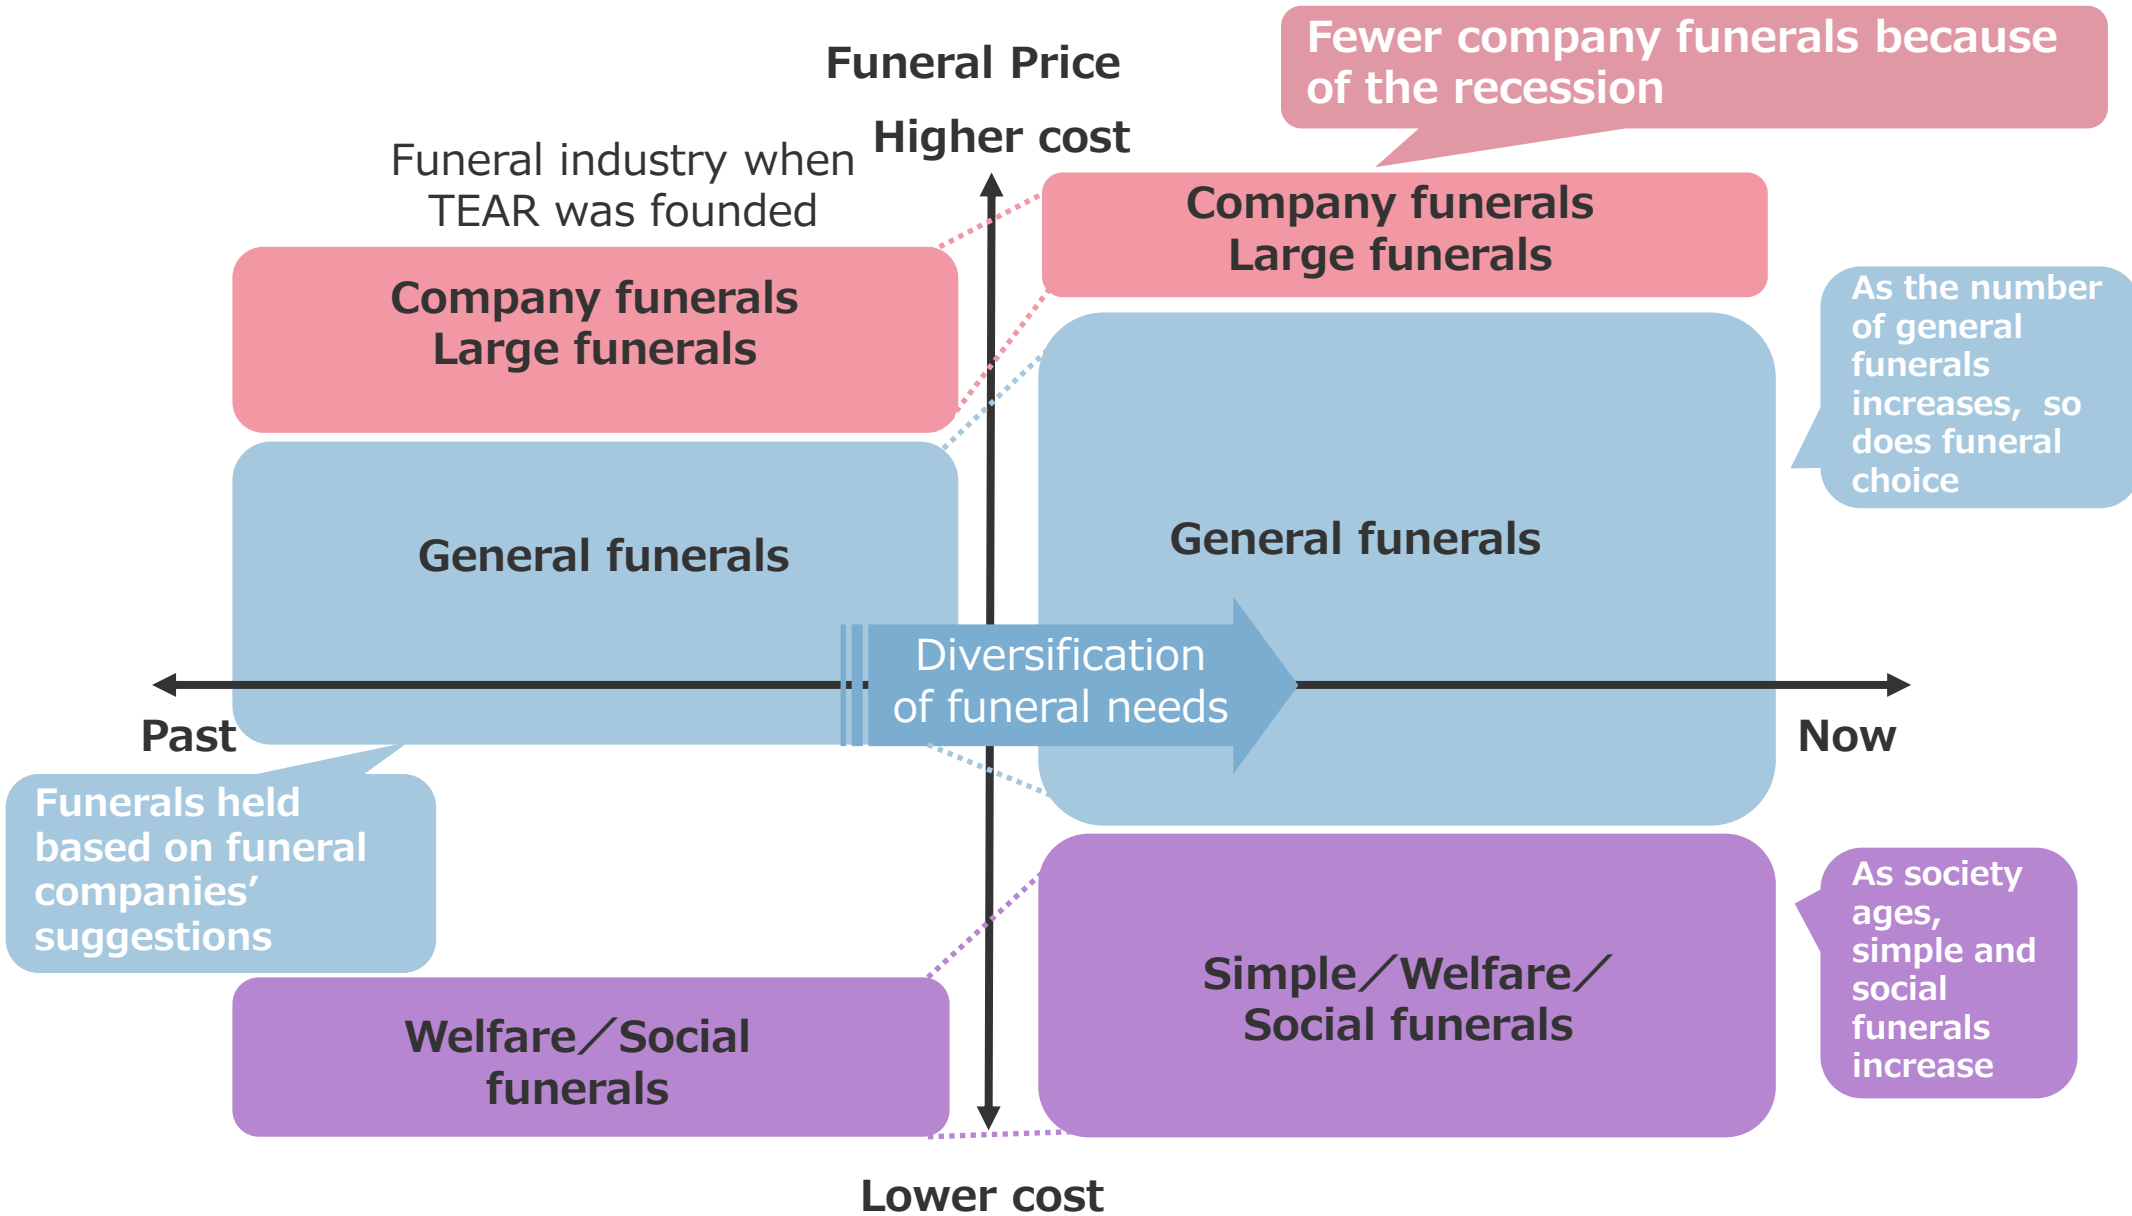 Funeral Price
Higher cost
Fewer company funerals because
of the recession
Funeral industry when
TEAR was founded
Company funerals
Large funerals
Company funerals
Large funerals
As the number
of general
funerals
increases, so
does funeral
choice
General funerals
General funerals
Diversification
of funeral needs
Past
Now
Funerals held
based on funeral
companies’
suggestions
As society
ages,
simple and
social
funerals
increase
Welfare／Social
funerals
Simple／Welfare／
Social funerals
Lower cost